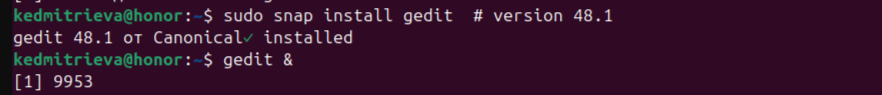 kedmitrieva@honor:~$ sudo snap install gedit  # version 48.1
gedit 48.1 от Canonical✓ installed
kedmitrieva@honor:~$ gedit &
[1] 9953